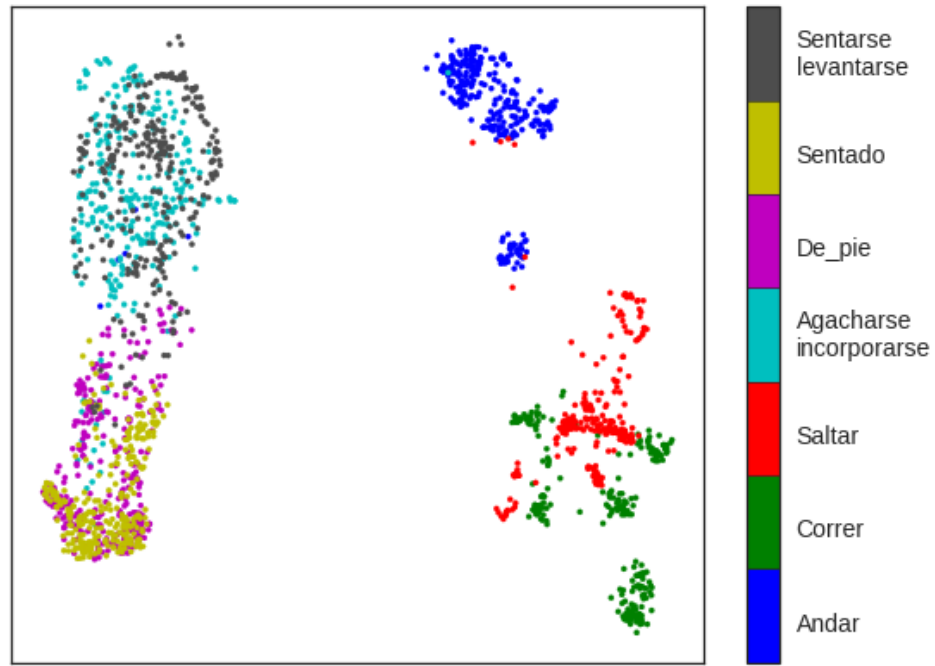 Sentarse
levantarse
Sentado
De_pie
Agacharse
incorporarse
Saltar
Correr
Andar